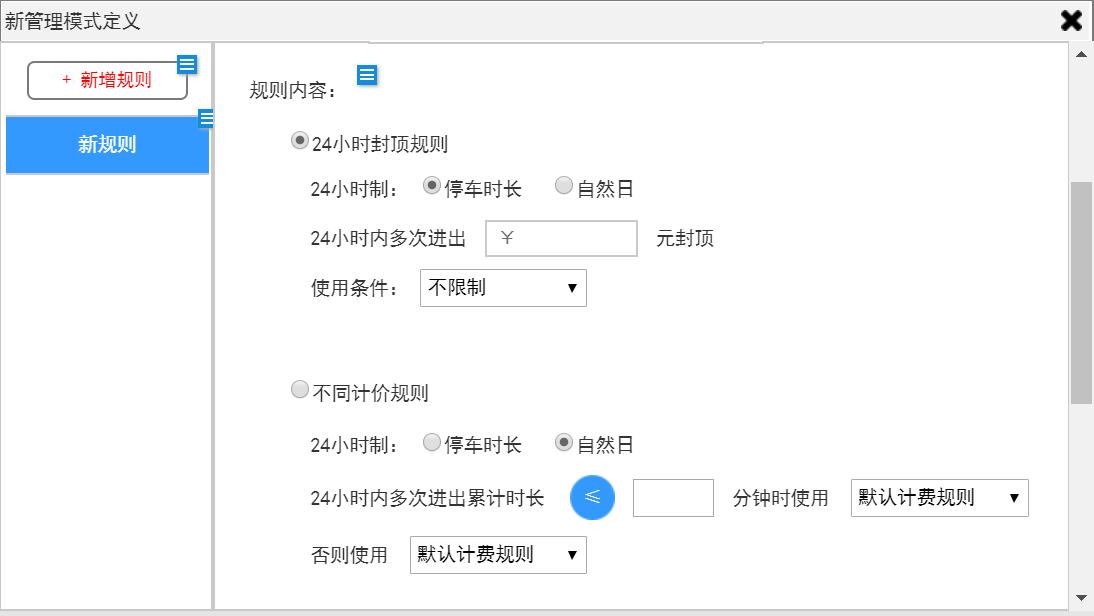 新管理模式定义
+ 新增规则
新规则
规则内容：
24小时封顶规则
24小时制： 停车时长 自然日
24小时内多次进出 ￥ 元封顶
使用条件： 不限制
不同计价规则
24小时制： 停车时长 自然日
24小时内多次进出累计时长 ≤ 分钟时使用 默认计费规则
否则使用 默认计费规则